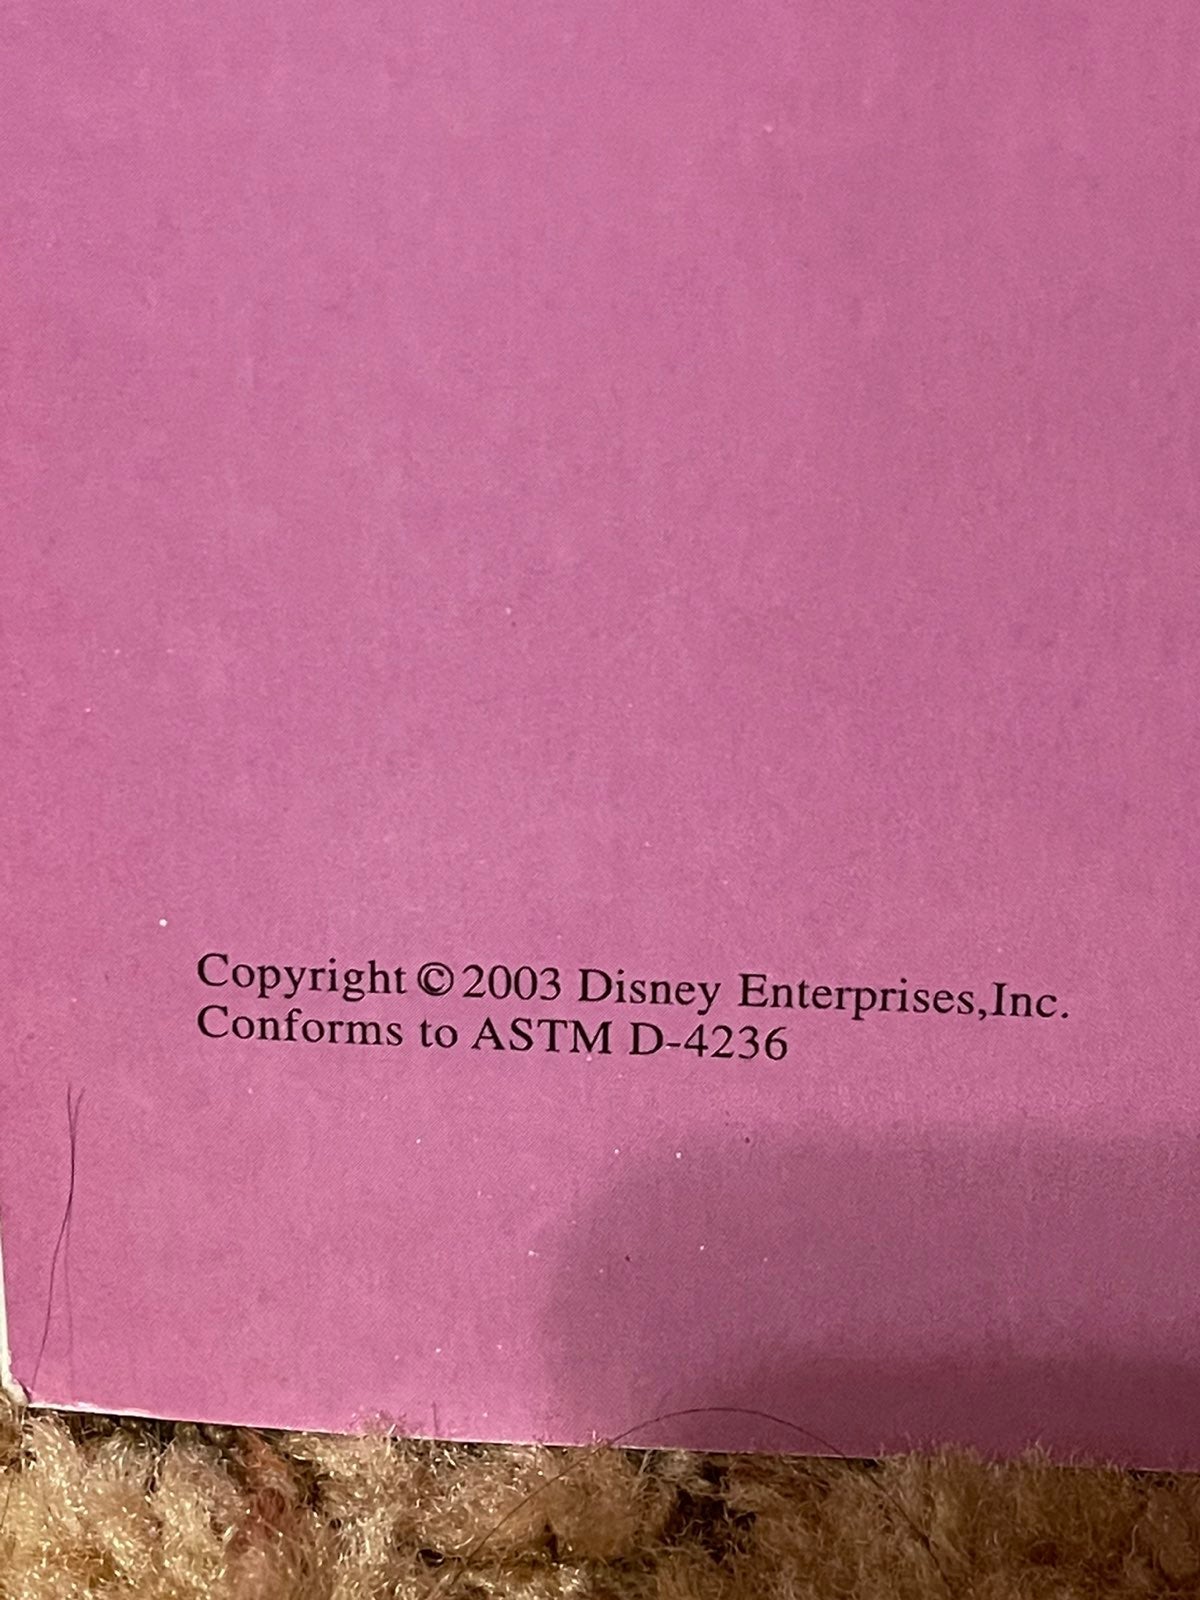 Copyright ©2003 Disney Enterprises,Inc.
Conforms to ASTM D-4236